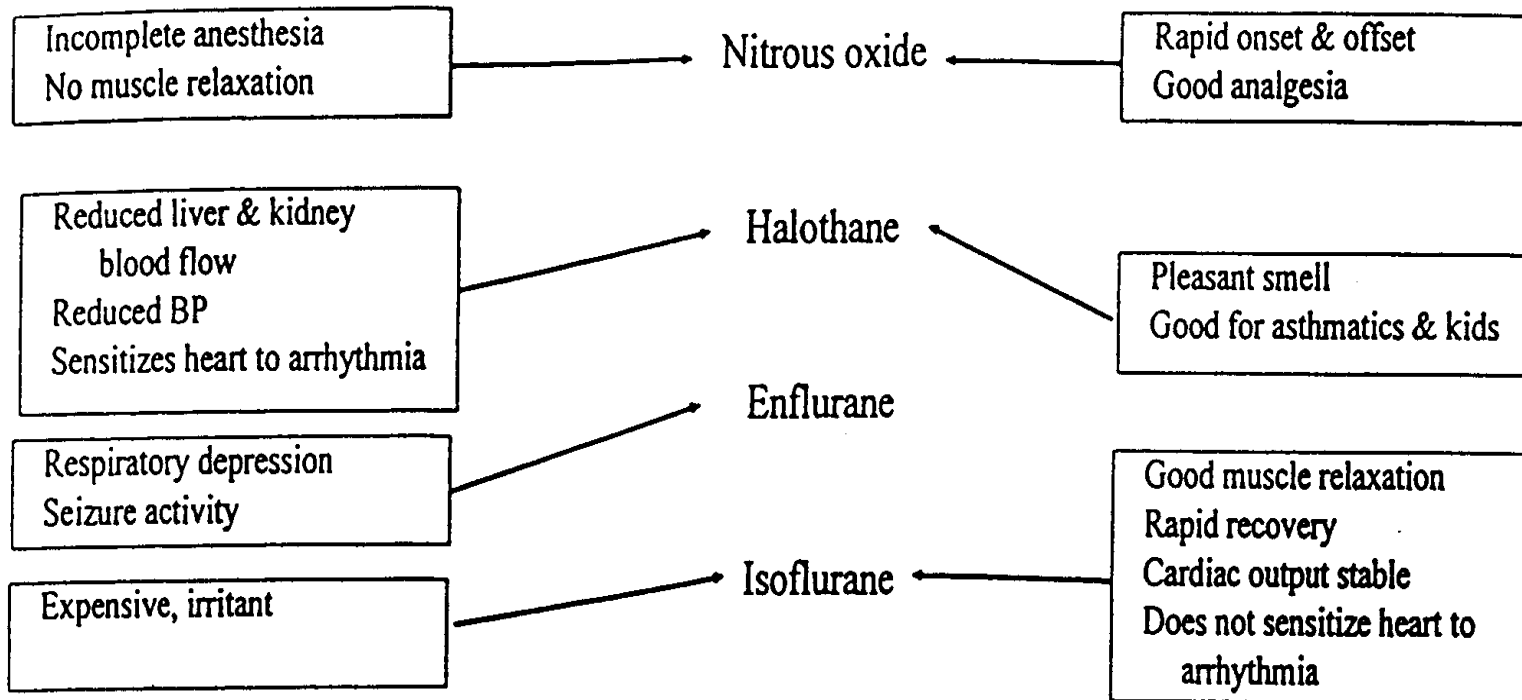 Incomplete anesthesia
No muscle relaxation
Nitrous oxide
Rapid onset & offset
Good analgesia
Reduced liver & kidney
blood flow
Reduced BP
Sensitizes heart to arrhythmia
Halothane
Pleasant smell
Good for asthmatics & kids
Enflurane
Respiratory depression
Seizure activity
Good muscle relaxation
Rapid recovery
Cardiac output stable
Does not sensitize heart to
arrhythmia
Isoflurane
Expensive, irritant